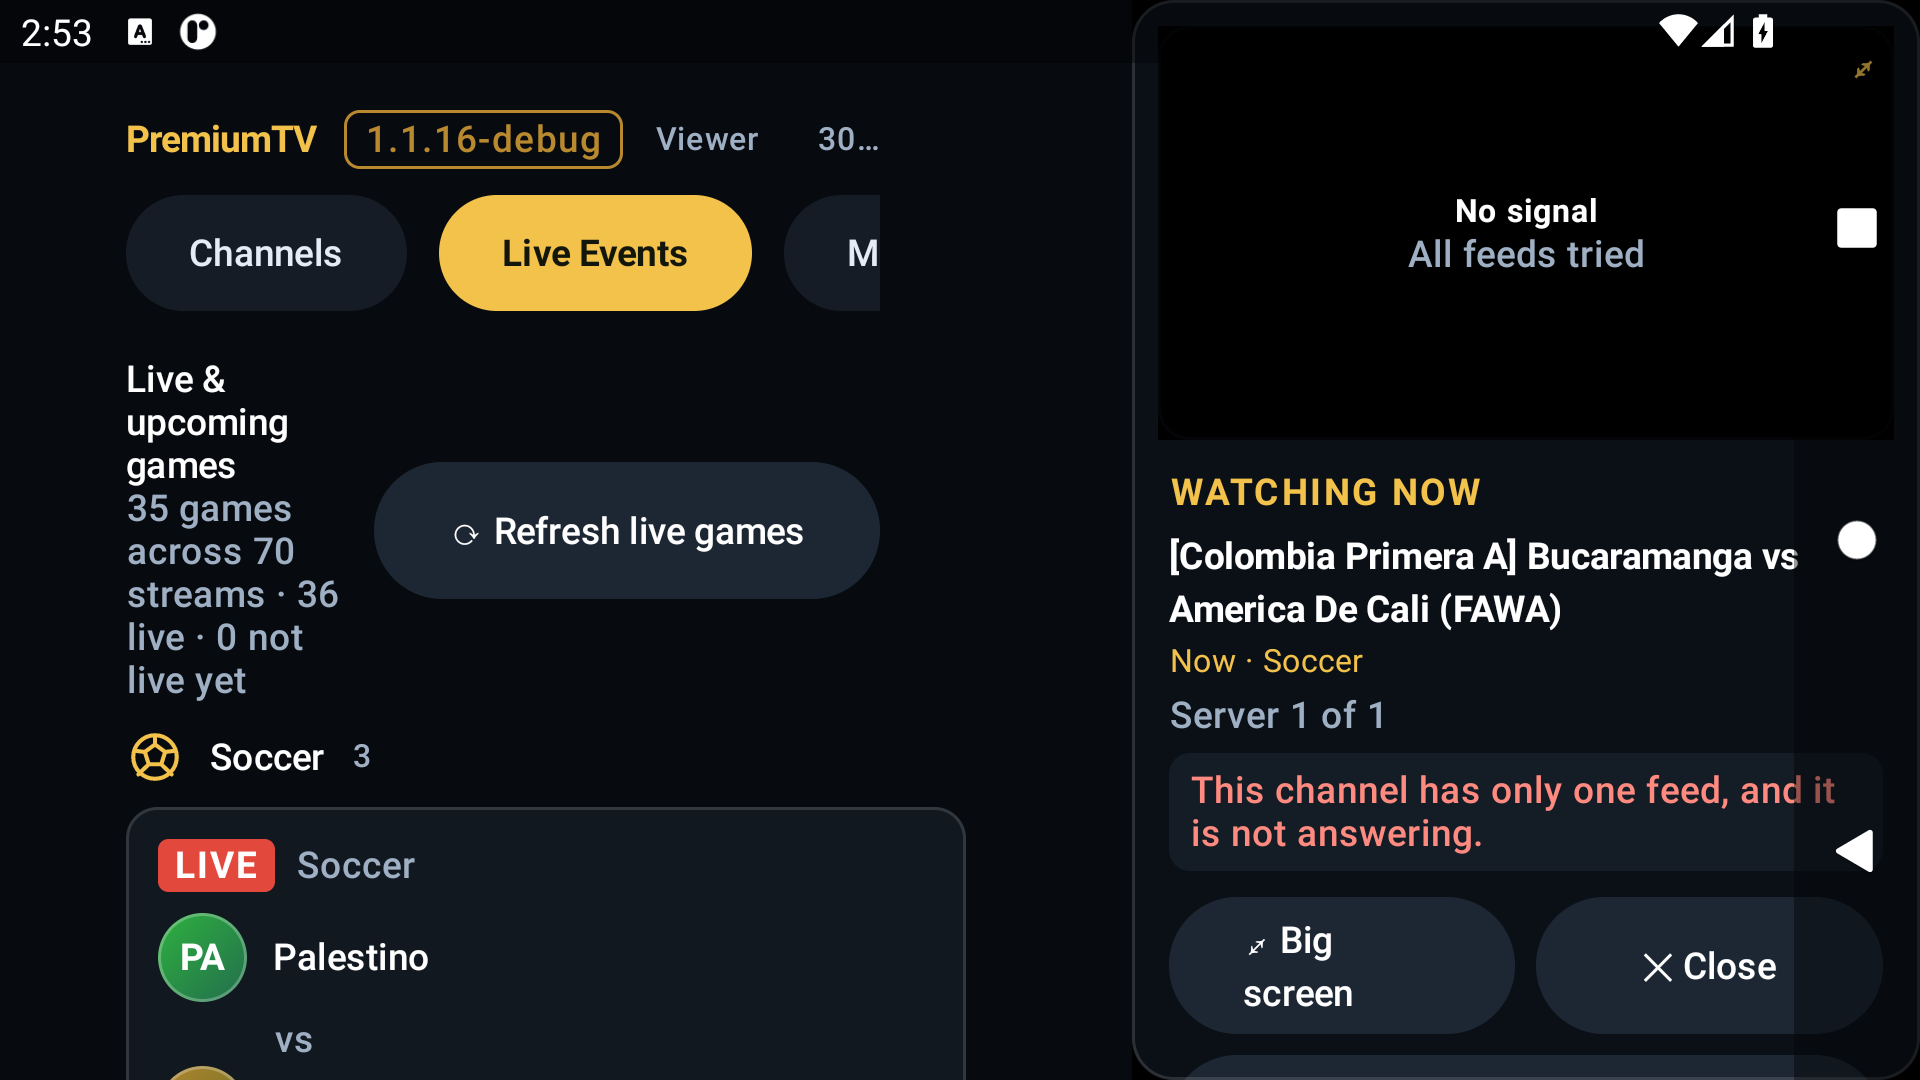 2:53
PremiumTV 1.1.16-debug Viewer 30...
Channels Live Events M
Live &
upcoming
games
35 games
across 70
streams · 36
live · 0 not
live yet
⟳ Refresh live games
Soccer 3
LIVE Soccer
PA Palestino
vs
No signal
All feeds tried
WATCHING NOW
[Colombia Primera A] Bucaramanga vs
America De Cali (FAWA)
Now · Soccer
Server 1 of 1
This channel has only one feed, and it
is not answering.
Big
screen
Close